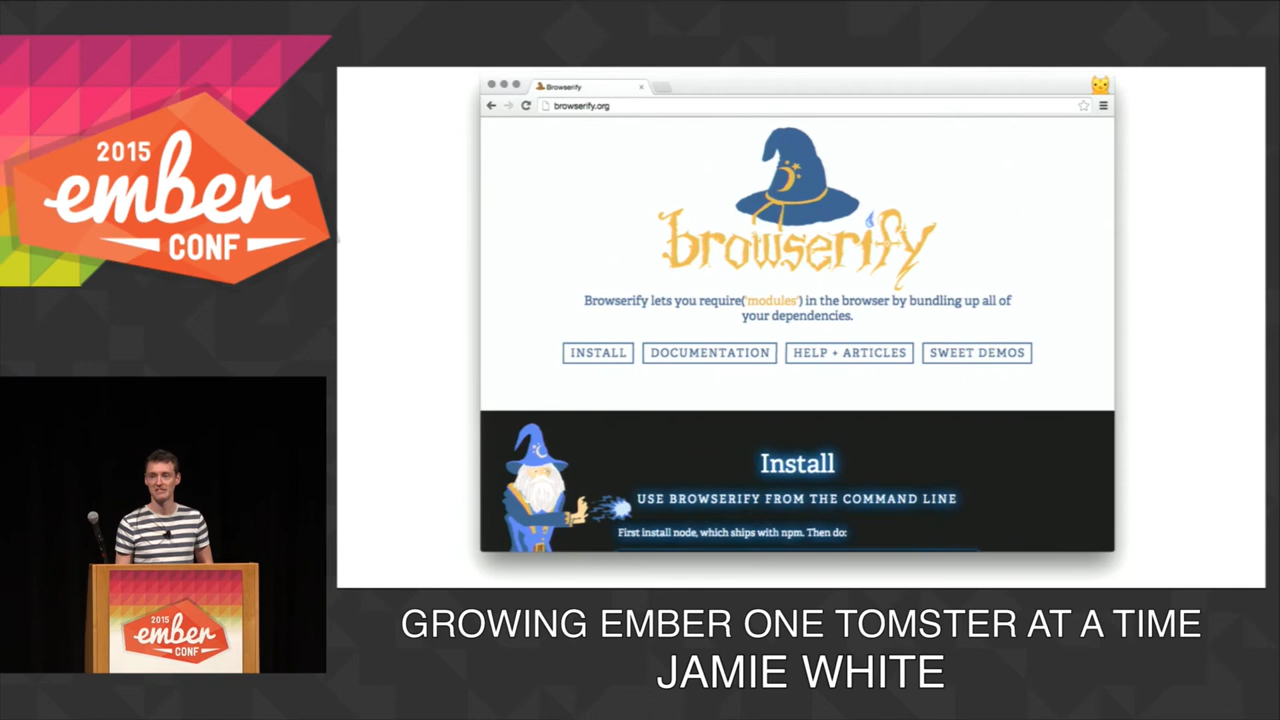 2015
ember
CONF
Browserify
browserify.org
browserify
Browserify lets you require('modules') in the browser by bundling up all of
your dependencies.
INSTALL
DOCUMENTATION
HELP + ARTICLES
SWEET DEMOS
Install
USE BROWSERIFY FROM THE COMMAND LINE
First install node, which ships with npm. Then do:
2015
ember
CONF
GROWING EMBER ONE TOMSTER AT A TIME
JAMIE WHITE